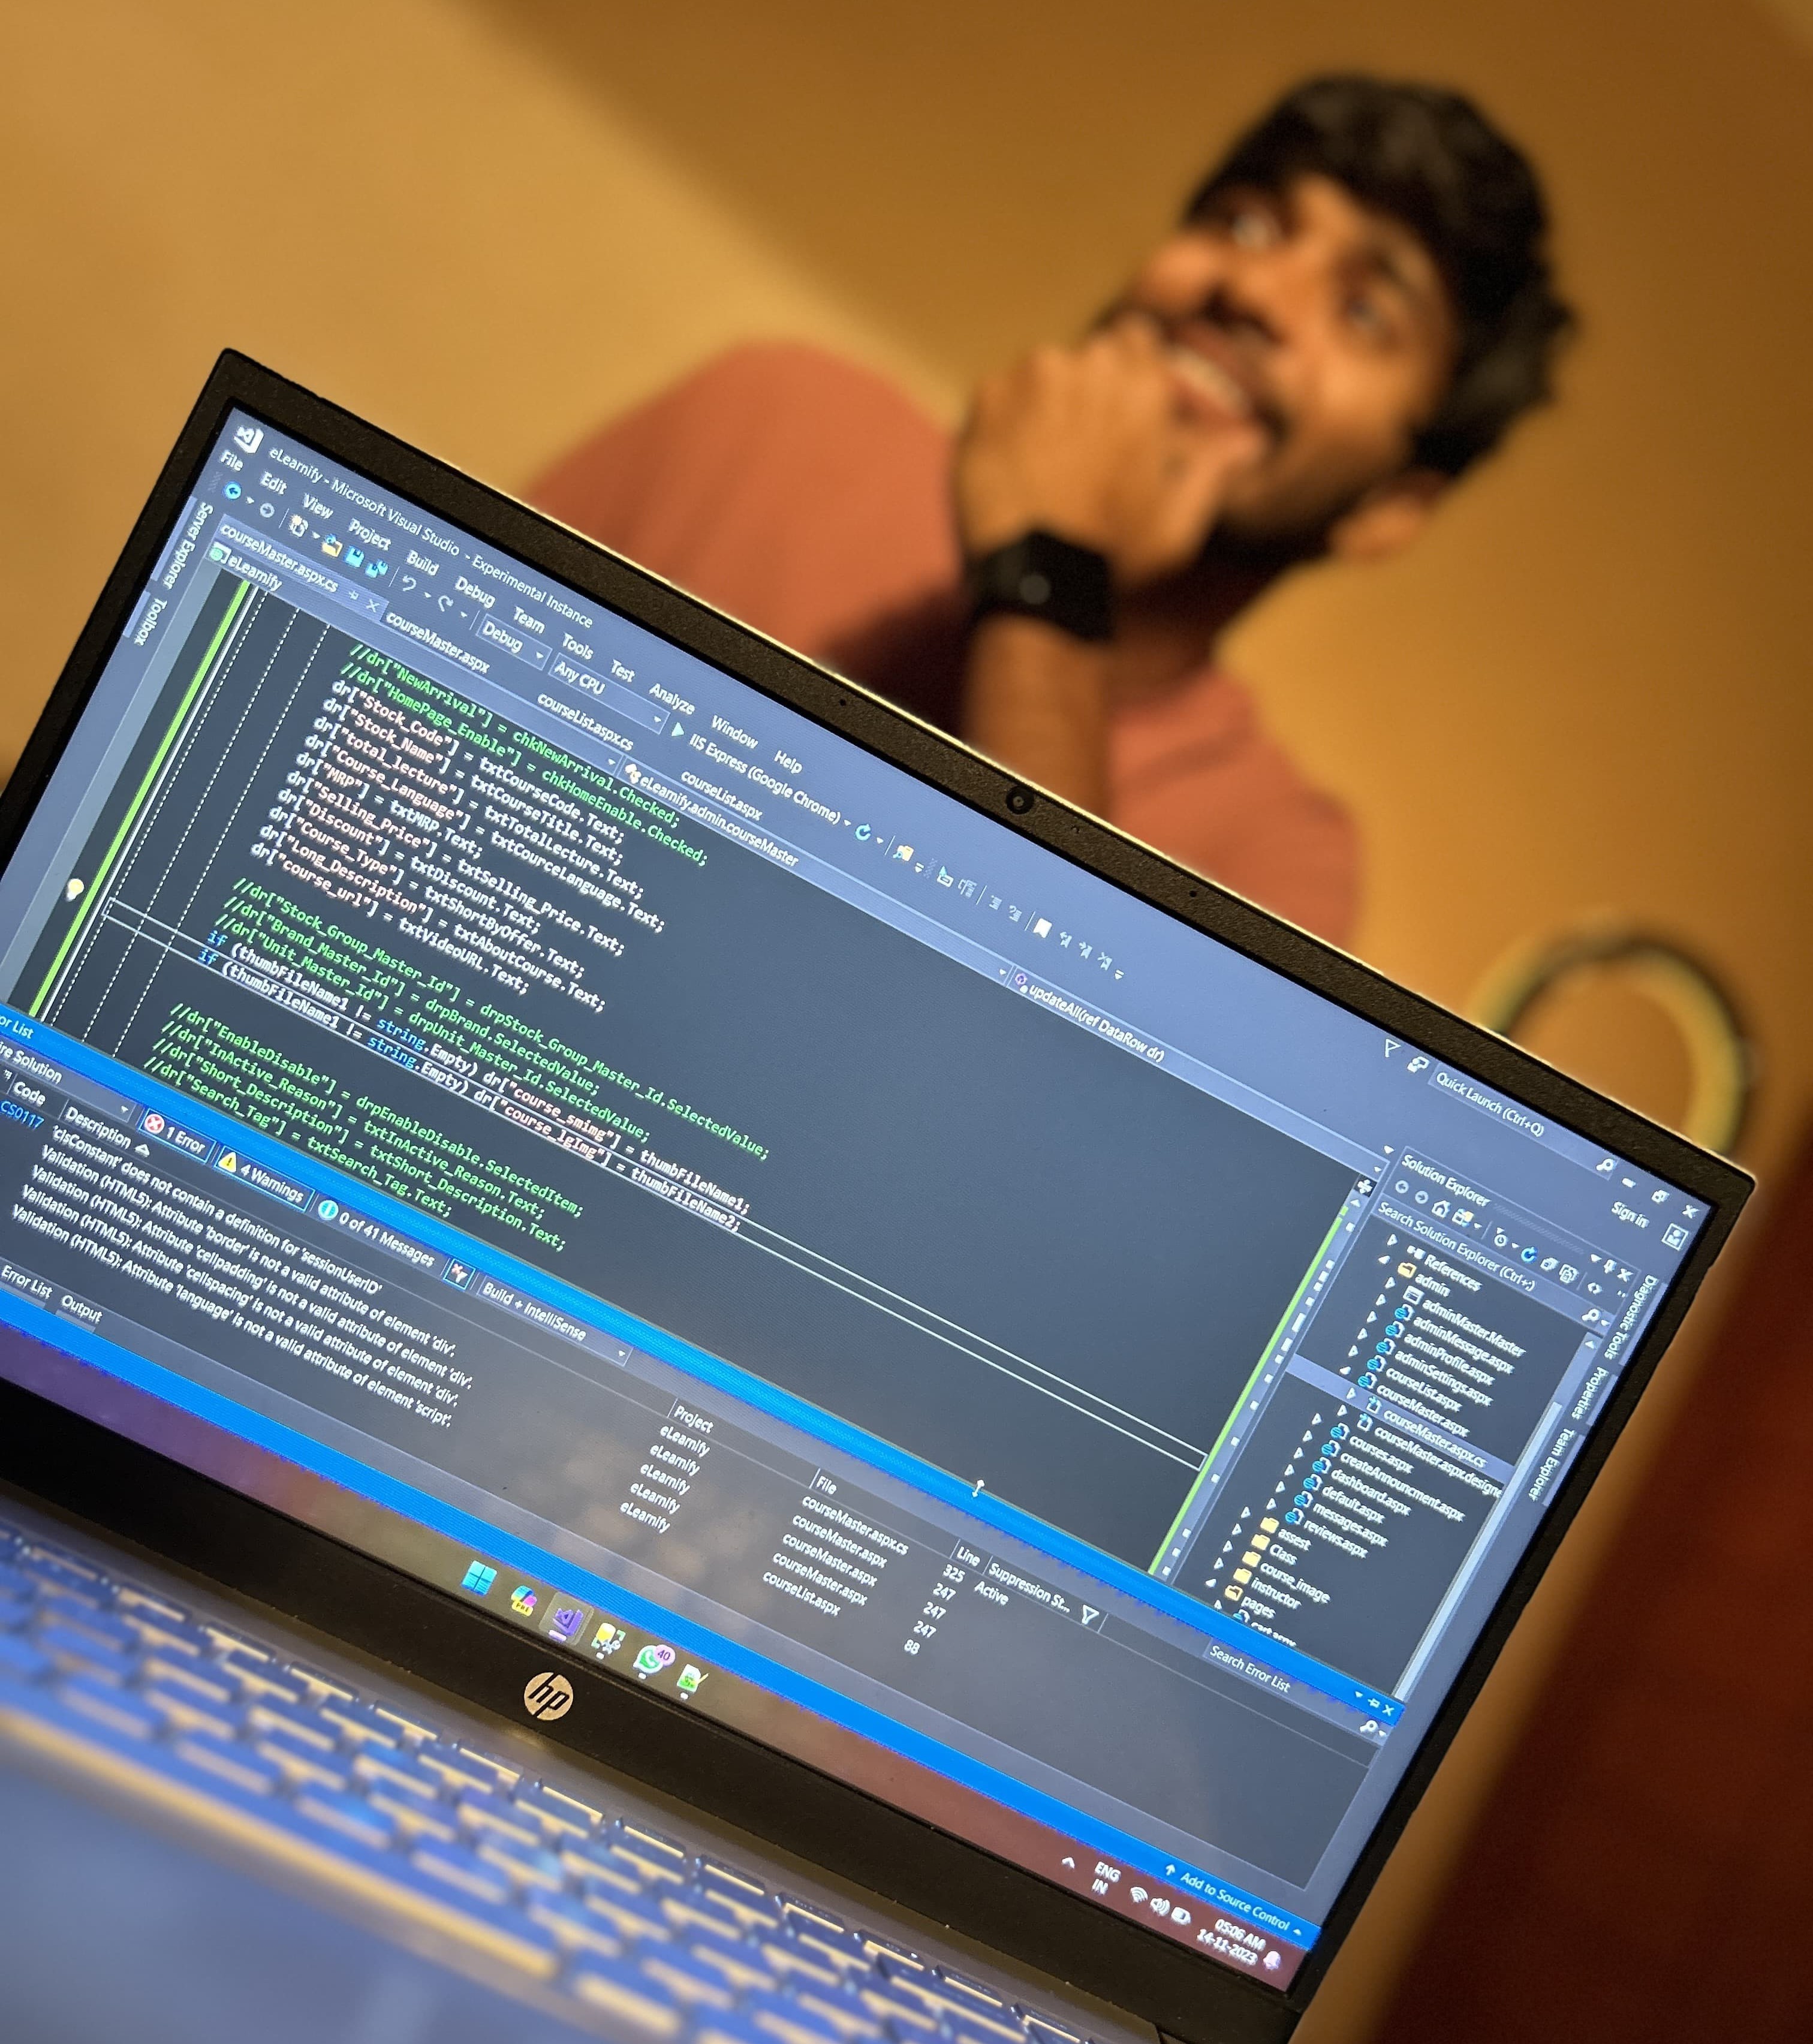 eLearnify - Microsoft Visual Studio - Experimental Instance
Quick Launch (Ctrl+Q)
File Edit View Project Build Debug Team Tools Test Analyze Window Help
Sign in
Debug Any CPU IIS Express (Google Chrome)
Server Explorer Toolbox
courseMaster.aspx.cs courseMaster.aspx courseList.aspx.cs courseList.aspx
eLearnify eLearnify.admin.courseMaster updateAll(ref DataRow dr)
//dr["NewArrival"] = chkNewArrival.Checked;
//dr["HomePage_Enable"] = chkHomeEnable.Checked;
dr["Stock_Code"] = txtCourseCode.Text;
dr["Stock_Name"] = txtCourseTitle.Text;
dr["total_lecture"] = txtTotalLecture.Text;
dr["Course_Language"] = txtCourceLanguage.Text;
dr["MRP"] = txtMRP.Text;
dr["Selling_Price"] = txtSelling_Price.Text;
dr["Discount"] = txtDiscount.Text;
dr["Course_Type"] = txtShortByOffer.Text;
dr["Long_Description"] = txtAboutCourse.Text;
dr["course_url"] = txtVideoURL.Text;
//dr["Stock_Group_Master_Id"] = drpStock_Group_Master_Id.SelectedValue;
//dr["Brand_Master_Id"] = drpBrand.SelectedValue;
//dr["Unit_Master_Id"] = drpUnit_Master_Id.SelectedValue;
if (thumbFileName1 != string.Empty) dr["course_smimg"] = thumbFileName1;
if (thumbFileName1 != string.Empty) dr["course_lgImg"] = thumbFileName2;
//dr["EnableDisable"] = drpEnableDisable.SelectedItem;
//dr["InActive_Reason"] = txtInActive_Reason.Text;
//dr["Short_Description"] = txtShort_Description.Text;
//dr["Search_Tag"] = txtSearch_Tag.Text;
Solution Explorer
Search Solution Explorer (Ctrl+;)
References
admin
adminMaster.Master
adminMessage.aspx
adminProfile.aspx
adminSettings.aspx
courseList.aspx
courseMaster.aspx
courseMaster.aspx.cs
courseMaster.aspx.designe
courses.aspx
createAnnouncment.aspx
dashboard.aspx
default.aspx
messages.aspx
reviews.aspx
assest
Class
course_image
instructor
pages
Diagnostic Tools Properties Team Explorer
or List
ire Solution 1 Error 4 Warnings 0 of 41 Messages Build + IntelliSense
Search Error List
Code Description Project File Line Suppression St...
CS0117 'clsConstant' does not contain a definition for 'sessionUserID' eLearnify courseMaster.aspx.cs 325 Active
Validation (HTML5): Attribute 'border' is not a valid attribute of element 'div'. eLearnify courseMaster.aspx 247
Validation (HTML5): Attribute 'cellpadding' is not a valid attribute of element 'div'. eLearnify courseMaster.aspx 247
Validation (HTML5): Attribute 'cellspacing' is not a valid attribute of element 'div'. eLearnify courseMaster.aspx 247
Validation (HTML5): Attribute 'language' is not a valid attribute of element 'script'. eLearnify courseList.aspx 88
Error List Output
Add to Source Control
40
ENG
IN
05:06 AM
14-11-2023
hp